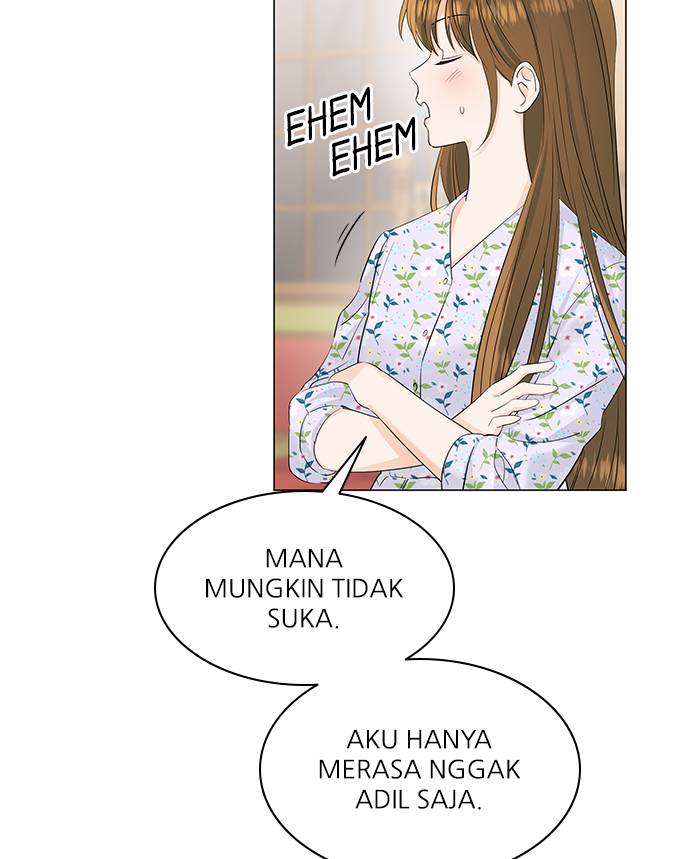 EHEM
EHEM
MANA
MUNGKIN TIDAK
SUKA.
AKU HANYA
MERASA NGGAK
ADIL SAJA.